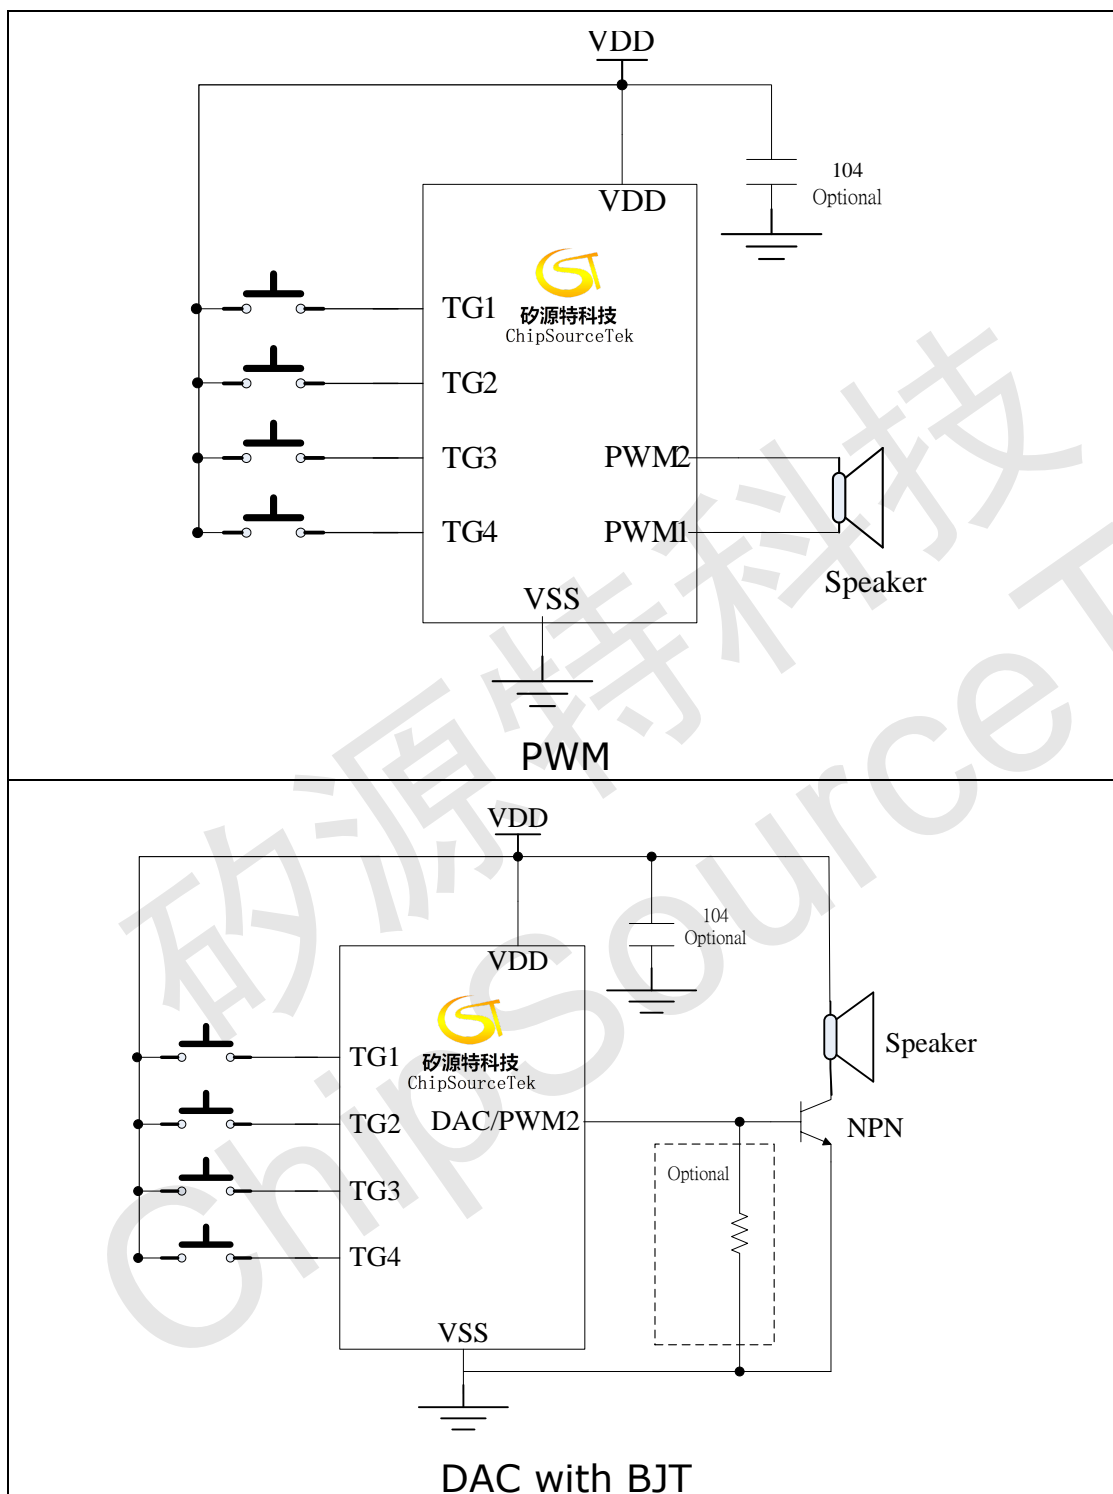 VDD
104
Optional
VDD
矽源特科技
ChipSourceTek
TG1
TG2
TG3
PWM2
TG4
PWM1
Speaker
VSS
PWM
VDD
104
Optional
VDD
矽源特科技
ChipSourceTek
TG1
Speaker
TG2
DAC/PWM2
NPN
Optional
TG3
TG4
VSS
DAC with BJT
矽源特科技
ChipSourceT